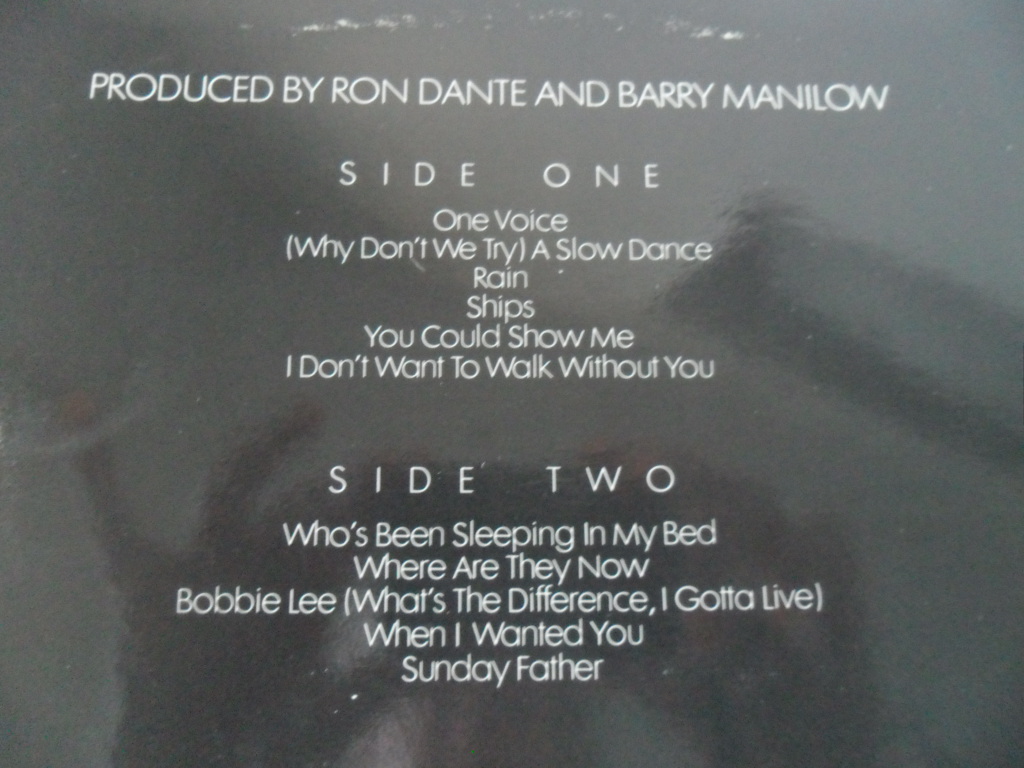 PRODUCED BY RON DANTE AND BARRY MANILOW
SIDE ONE
One Voice
(Why Don't We Try) A Slow Dance
Rain
Ships
You Could Show Me
I Don't Want To Walk Without You
SIDE TWO
Who's Been Sleeping In My Bed
Where Are They Now
Bobbie Lee (What's The Difference, I Gotta Live)
When I Wanted You
Sunday Father